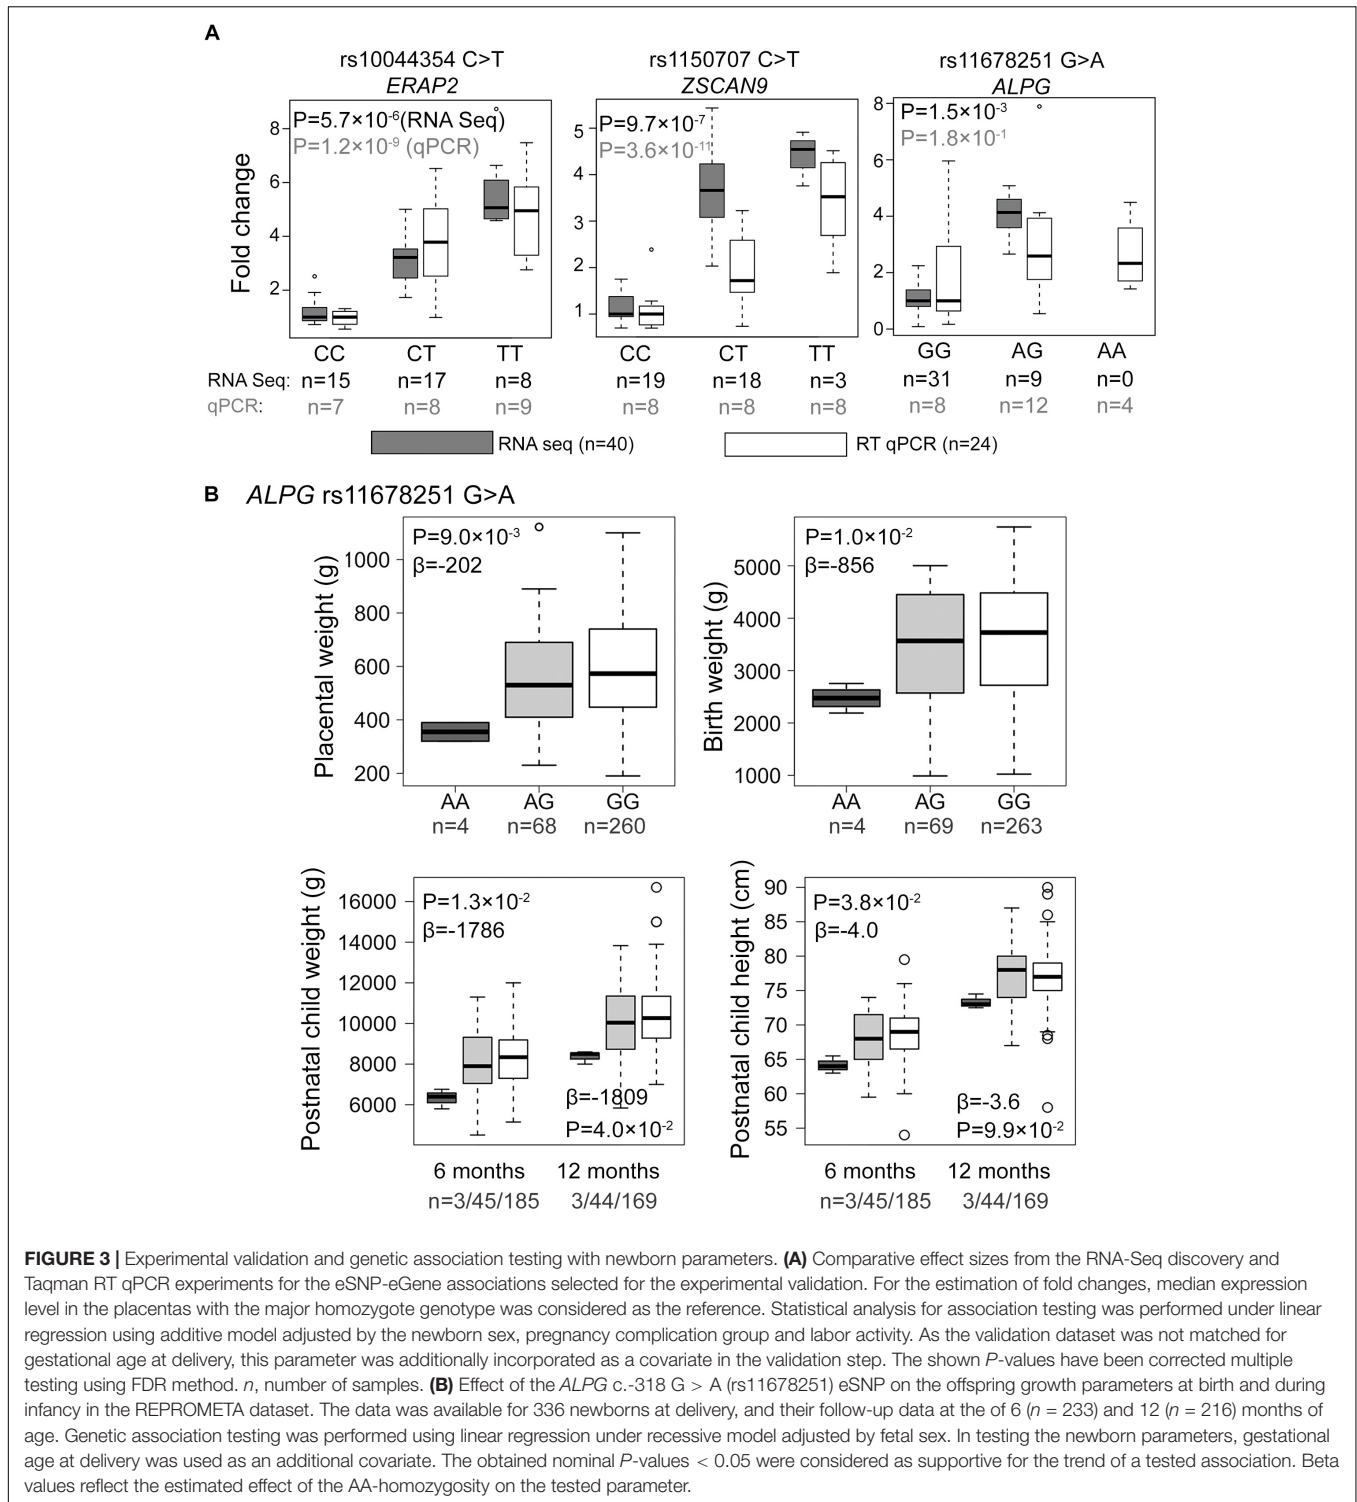 A
rs10044354 C>T
ERAP2
rs1150707 C>T
ZSCAN9
rs11678251 G>A
ALPG
Fold change
8
6
4
2
P=5.7×10⁻⁶(RNA Seq)
P=1.2×10⁻⁹ (qPCR)
5
4
3
2
1
P=9.7×10⁻⁷
P=3.6×10⁻¹¹
8
6
4
2
0
P=1.5×10⁻³
P=1.8×10⁻¹
CC CT TT CC CT TT GG AG AA
RNA Seq: n=15 n=17 n=8 n=19 n=18 n=3 n=31 n=9 n=0
qPCR: n=7 n=8 n=9 n=8 n=8 n=8 n=8 n=12 n=4
RNA seq (n=40) RT qPCR (n=24)
B ALPG rs11678251 G>A
Placental weight (g)
1000
800
600
400
200
P=9.0×10⁻³
β=-202
AA AG GG
n=4 n=68 n=260
Birth weight (g)
5000
4000
3000
2000
1000
P=1.0×10⁻²
β=-856
AA AG GG
n=4 n=69 n=263
Postnatal child weight (g)
16000
14000
12000
10000
8000
6000
P=1.3×10⁻²
β=-1786
β=-1809
P=4.0×10⁻²
6 months 12 months
n=3/45/185 3/44/169
Postnatal child height (cm)
90
85
80
75
70
65
60
55
P=3.8×10⁻²
β=-4.0
β=-3.6
P=9.9×10⁻²
6 months 12 months
n=3/45/185 3/44/169
FIGURE 3 | Experimental validation and genetic association testing with newborn parameters. (A) Comparative effect sizes from the RNA-Seq discovery and
Taqman RT qPCR experiments for the eSNP-eGene associations selected for the experimental validation. For the estimation of fold changes, median expression
level in the placentas with the major homozygote genotype was considered as the reference. Statistical analysis for association testing was performed under linear
regression using additive model adjusted by the newborn sex, pregnancy complication group and labor activity. As the validation dataset was not matched for
gestational age at delivery, this parameter was additionally incorporated as a covariate in the validation step. The shown P-values have been corrected multiple
testing using FDR method. n, number of samples. (B) Effect of the ALPG c.-318 G > A (rs11678251) eSNP on the offspring growth parameters at birth and during
infancy in the REPROMETA dataset. The data was available for 336 newborns at delivery, and their follow-up data at the of 6 (n = 233) and 12 (n = 216) months of
age. Genetic association testing was performed using linear regression under recessive model adjusted by fetal sex. In testing the newborn parameters, gestational
age at delivery was used as an additional covariate. The obtained nominal P-values < 0.05 were considered as supportive for the trend of a tested association. Beta
values reflect the estimated effect of the AA-homozygosity on the tested parameter.